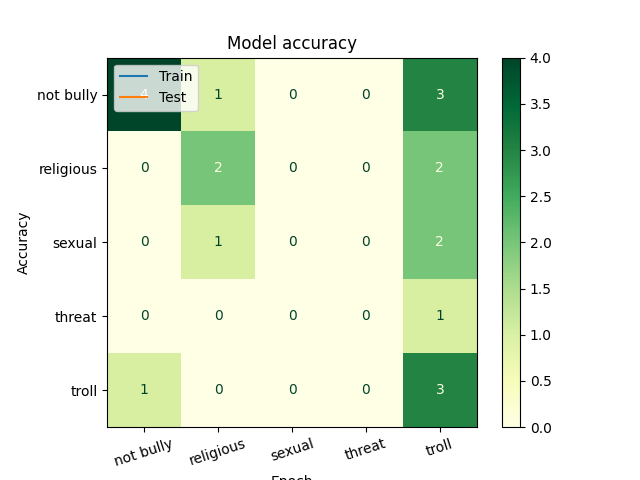 Model accuracy
Train
Test
not bully 4 1 0 0 3
religious 0 2 0 0 2
sexual 0 1 0 0 2
threat 0 0 0 0 1
troll 1 0 0 0 3
not bully religious sexual threat troll
Epoch
Accuracy
4.0
3.5
3.0
2.5
2.0
1.5
1.0
0.5
0.0